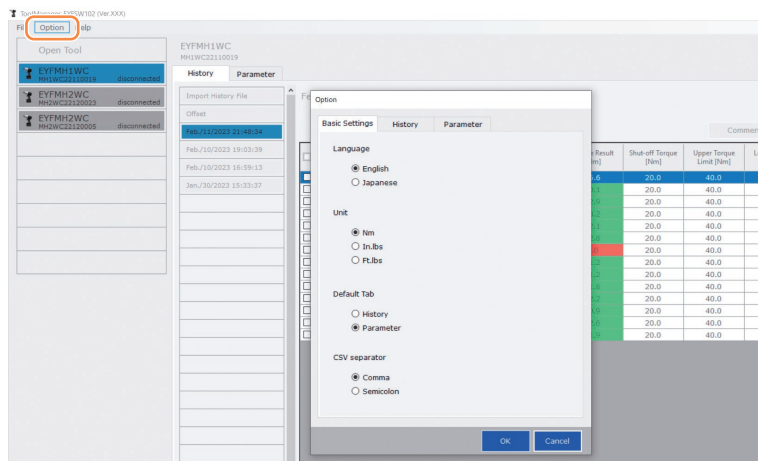 ToolManager EYFSW102 (Ver.XXX)
Option
Help
Open Tool
EYFMH1WC
MH1WC22110019 disconnected
EYFMH2WC
MH2WC22120023 disconnected
EYFMH2WC
MH2WC22120005 disconnected
EYFMH1WC
MH1WC22110019
History Parameter
Import History File
Offset
Feb./11/2023 21:48:34
Feb./10/2023 19:03:39
Feb./10/2023 16:59:13
Jan./30/2023 15:33:37
Option
Basic Settings History Parameter
Language
English
Japanese
Unit
Nm
In.lbs
Ft.lbs
Default Tab
History
Parameter
CSV separator
Comma
Semicolon
OK Cancel
Result Shut-off Torque Upper Torque
[Nm] Limit [Nm]
20.0 40.0
20.0 40.0
20.0 40.0
20.0 40.0
20.0 40.0
20.0 40.0
20.0 40.0
20.0 40.0
20.0 40.0
20.0 40.0
20.0 40.0
20.0 40.0
20.0 40.0
20.0 40.0